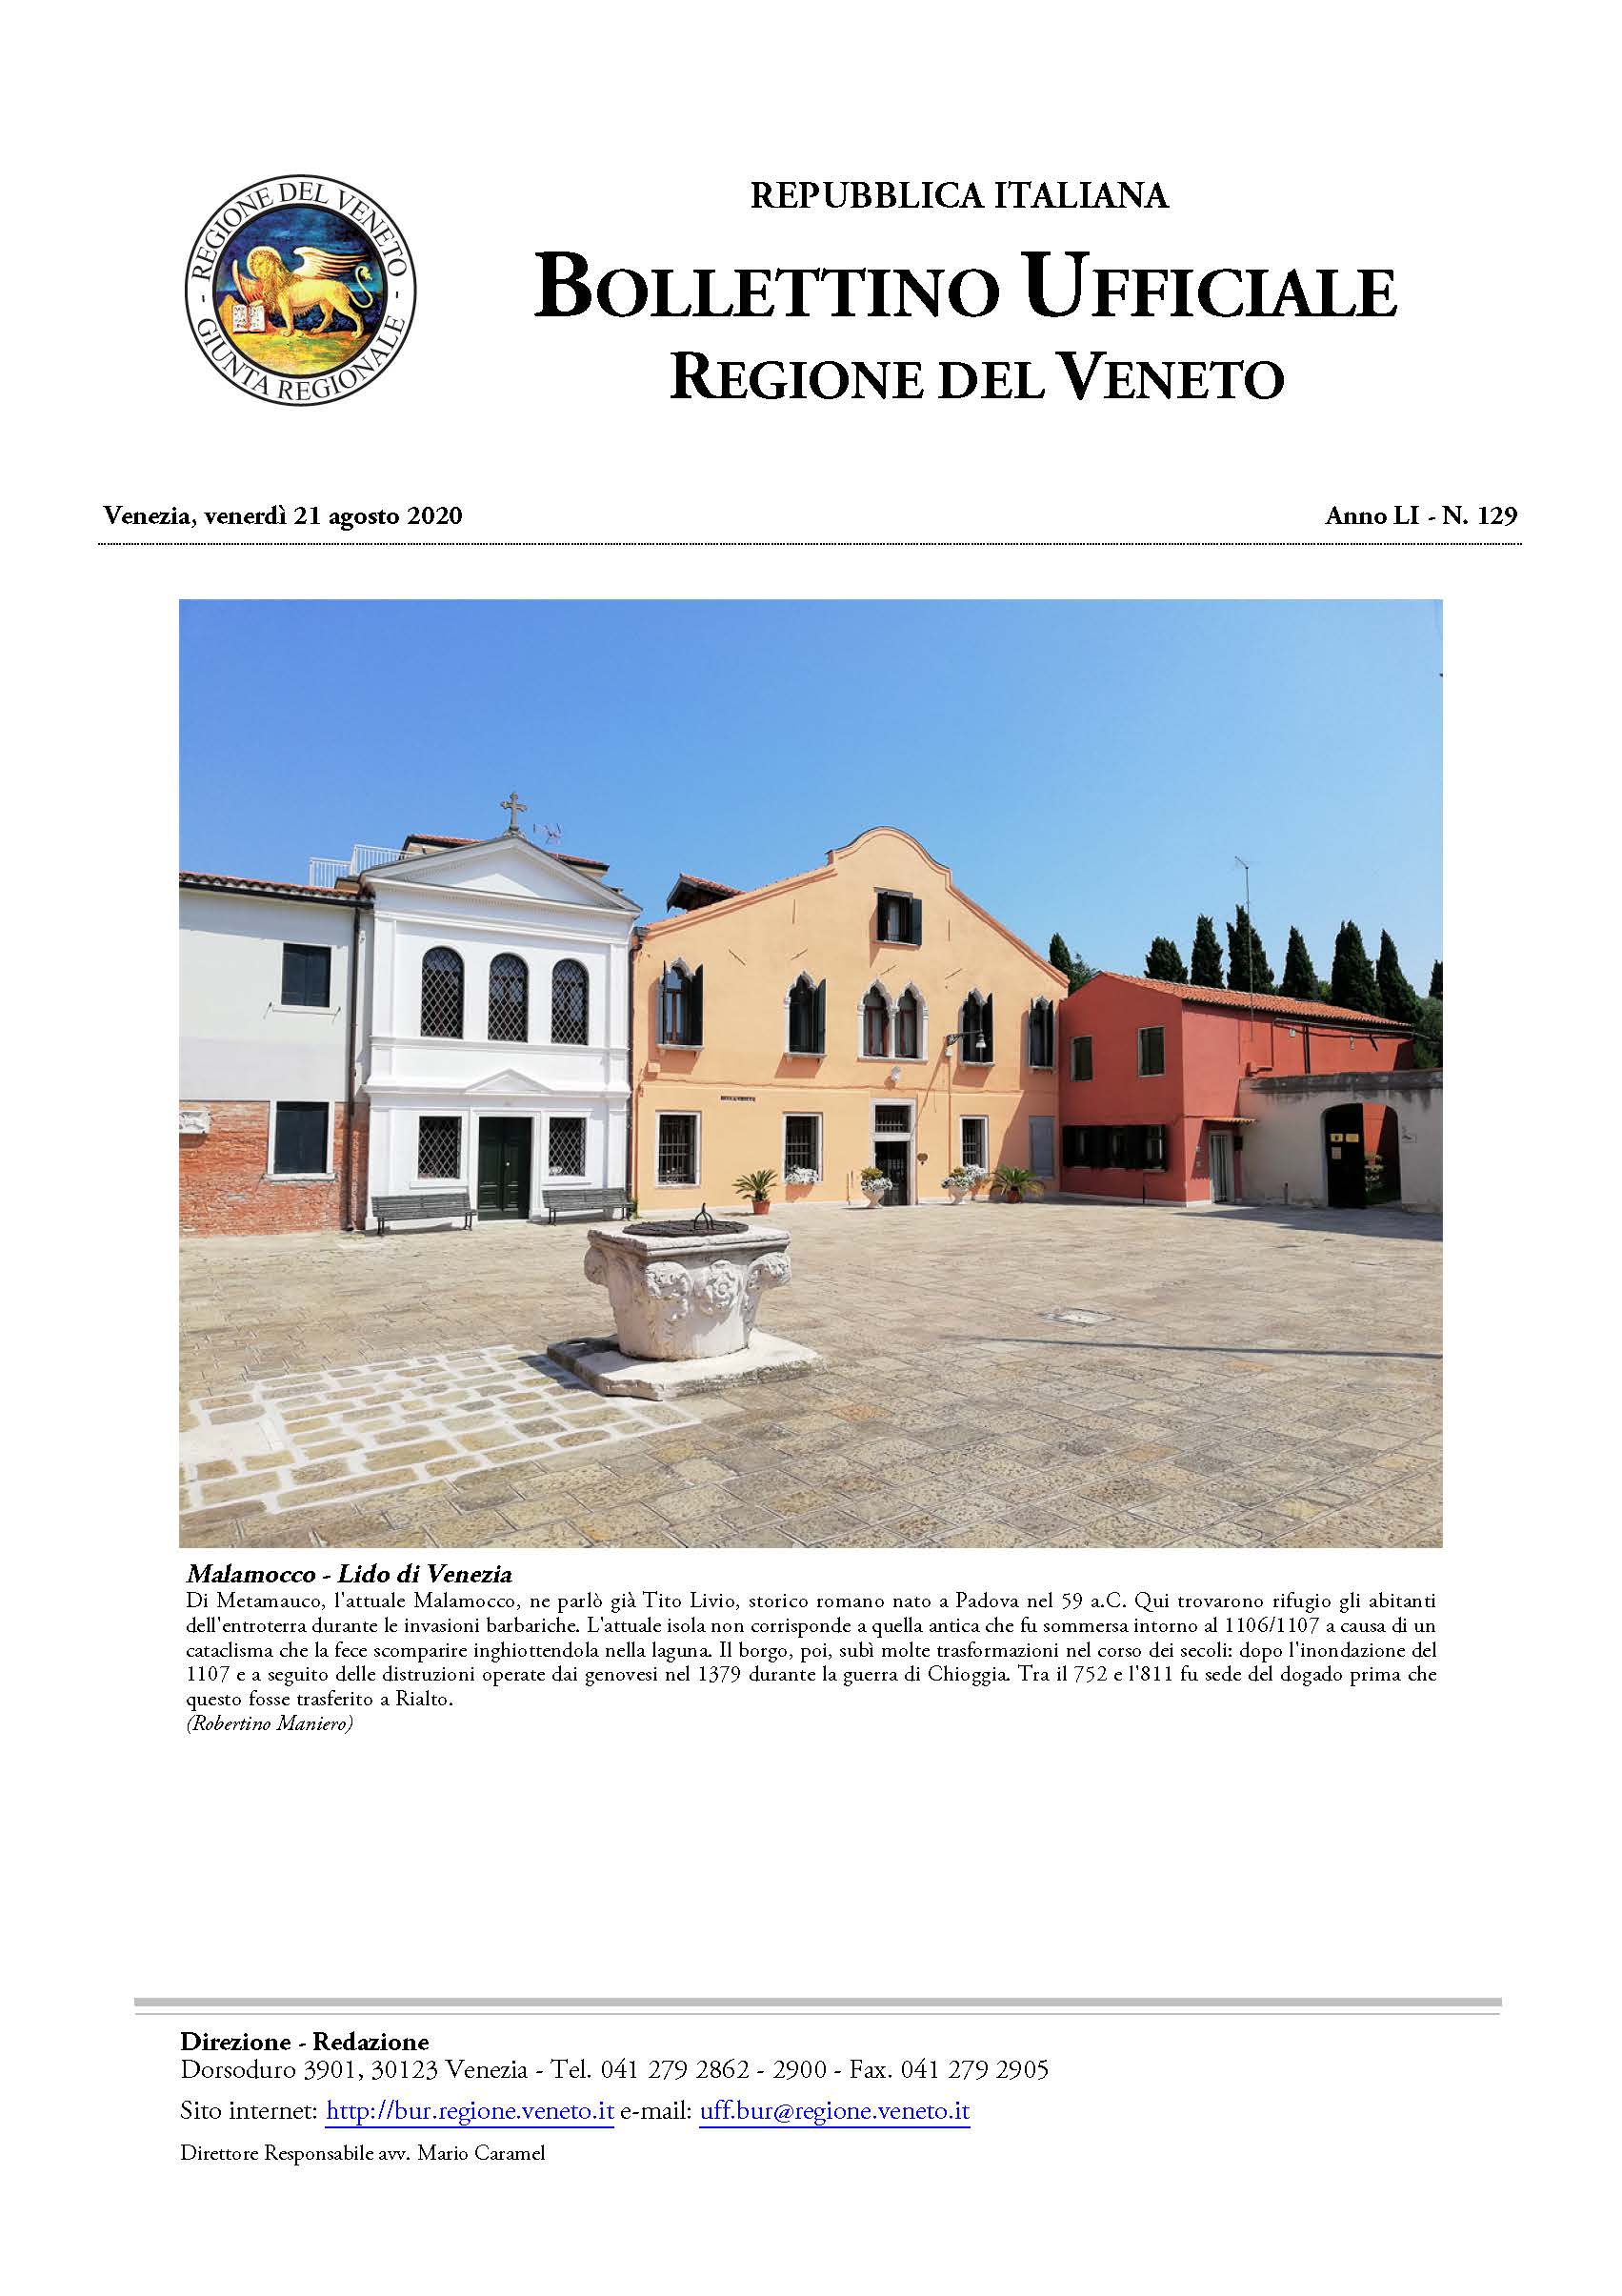 REGIONE DEL VENETO
- GIUNTA REGIONALE -
REPUBBLICA ITALIANA
BOLLETTINO UFFICIALE
REGIONE DEL VENETO
Venezia, venerdì 21 agosto 2020
Anno LI - N. 129
Malamocco - Lido di Venezia
Di Metamauco, l'attuale Malamocco, ne parlò già Tito Livio, storico romano nato a Padova nel 59 a.C. Qui trovarono rifugio gli abitanti
dell'entroterra durante le invasioni barbariche. L'attuale isola non corrisponde a quella antica che fu sommersa intorno al 1106/1107 a causa di un
cataclisma che la fece scomparire inghiottendola nella laguna. Il borgo, poi, subì molte trasformazioni nel corso dei secoli: dopo l'inondazione del
1107 e a seguito delle distruzioni operate dai genovesi nel 1379 durante la guerra di Chioggia. Tra il 752 e l'811 fu sede del dogado prima che
questo fosse trasferito a Rialto.
(Robertino Maniero)
Direzione - Redazione
Dorsoduro 3901, 30123 Venezia - Tel. 041 279 2862 - 2900 - Fax. 041 279 2905
Sito internet: http://bur.regione.veneto.it e-mail: uff.bur@regione.veneto.it
Direttore Responsabile avv. Mario Caramel